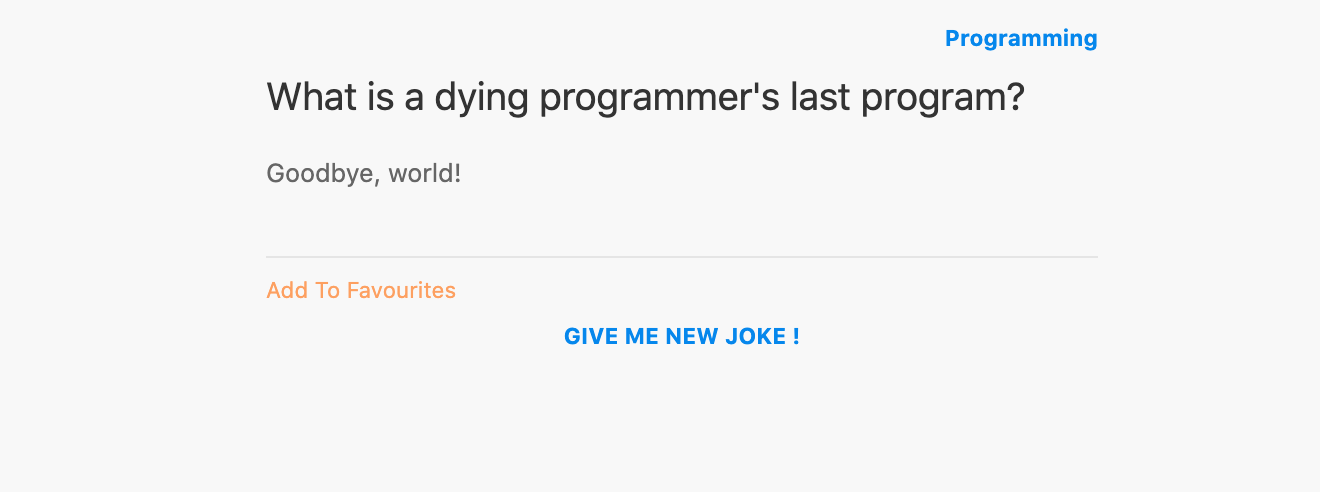 Programming
What is a dying programmer's last program?
Goodbye, world!
Add To Favourites
GIVE ME NEW JOKE !